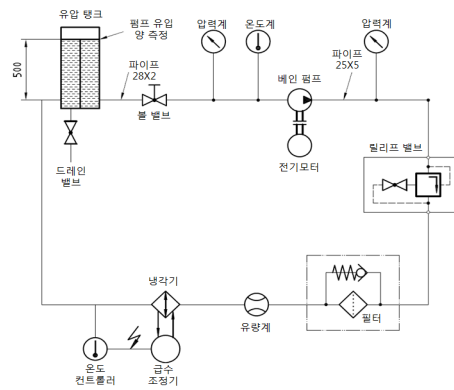 유압 탱크
펌프 유입
양 측정
압력계
온도계
압력계
500
파이프
28X2
베인 펌프
파이프
25X5
볼 밸브
전기모터
릴리프 밸브
드레인
밸브
냉각기
유량계
필터
온도
컨트롤러
급수
조정기